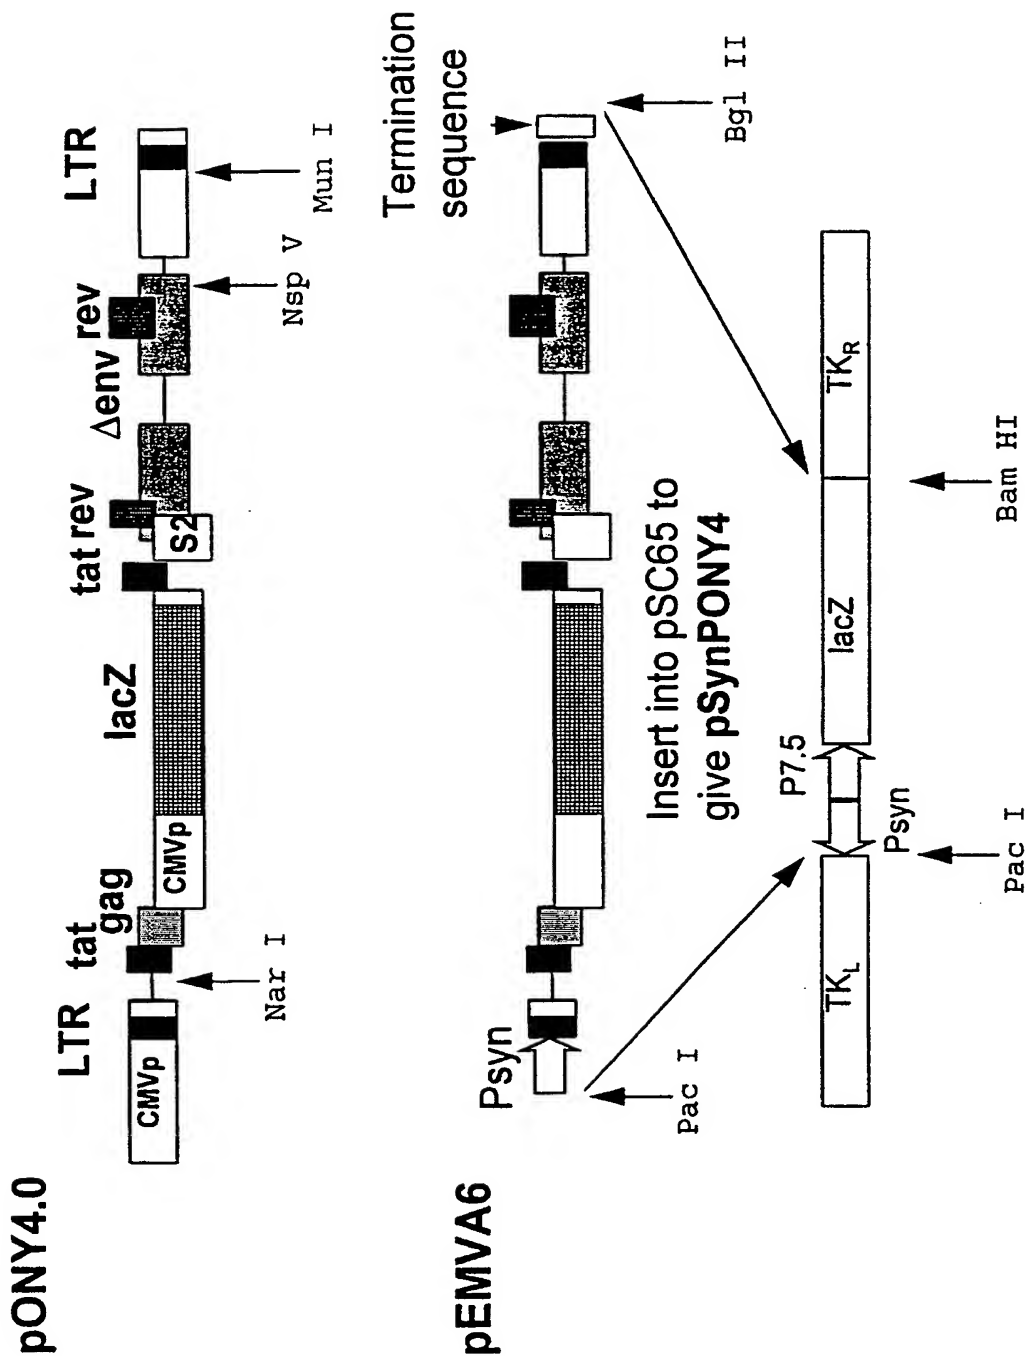 pONY4.0
LTR
tat
gag
lacZ
tat
rev
Δenv
rev
LTR
CMVp
CMVp
S2
Nar I
Nsp V
Mun I
pEMVA6
Psyn
Termination
sequence
Pac I
Bgl II
Insert into pSC65 to
give pSynPONY4
TKL
Psyn
P7.5
lacZ
TKR
Pac I
Bam HI